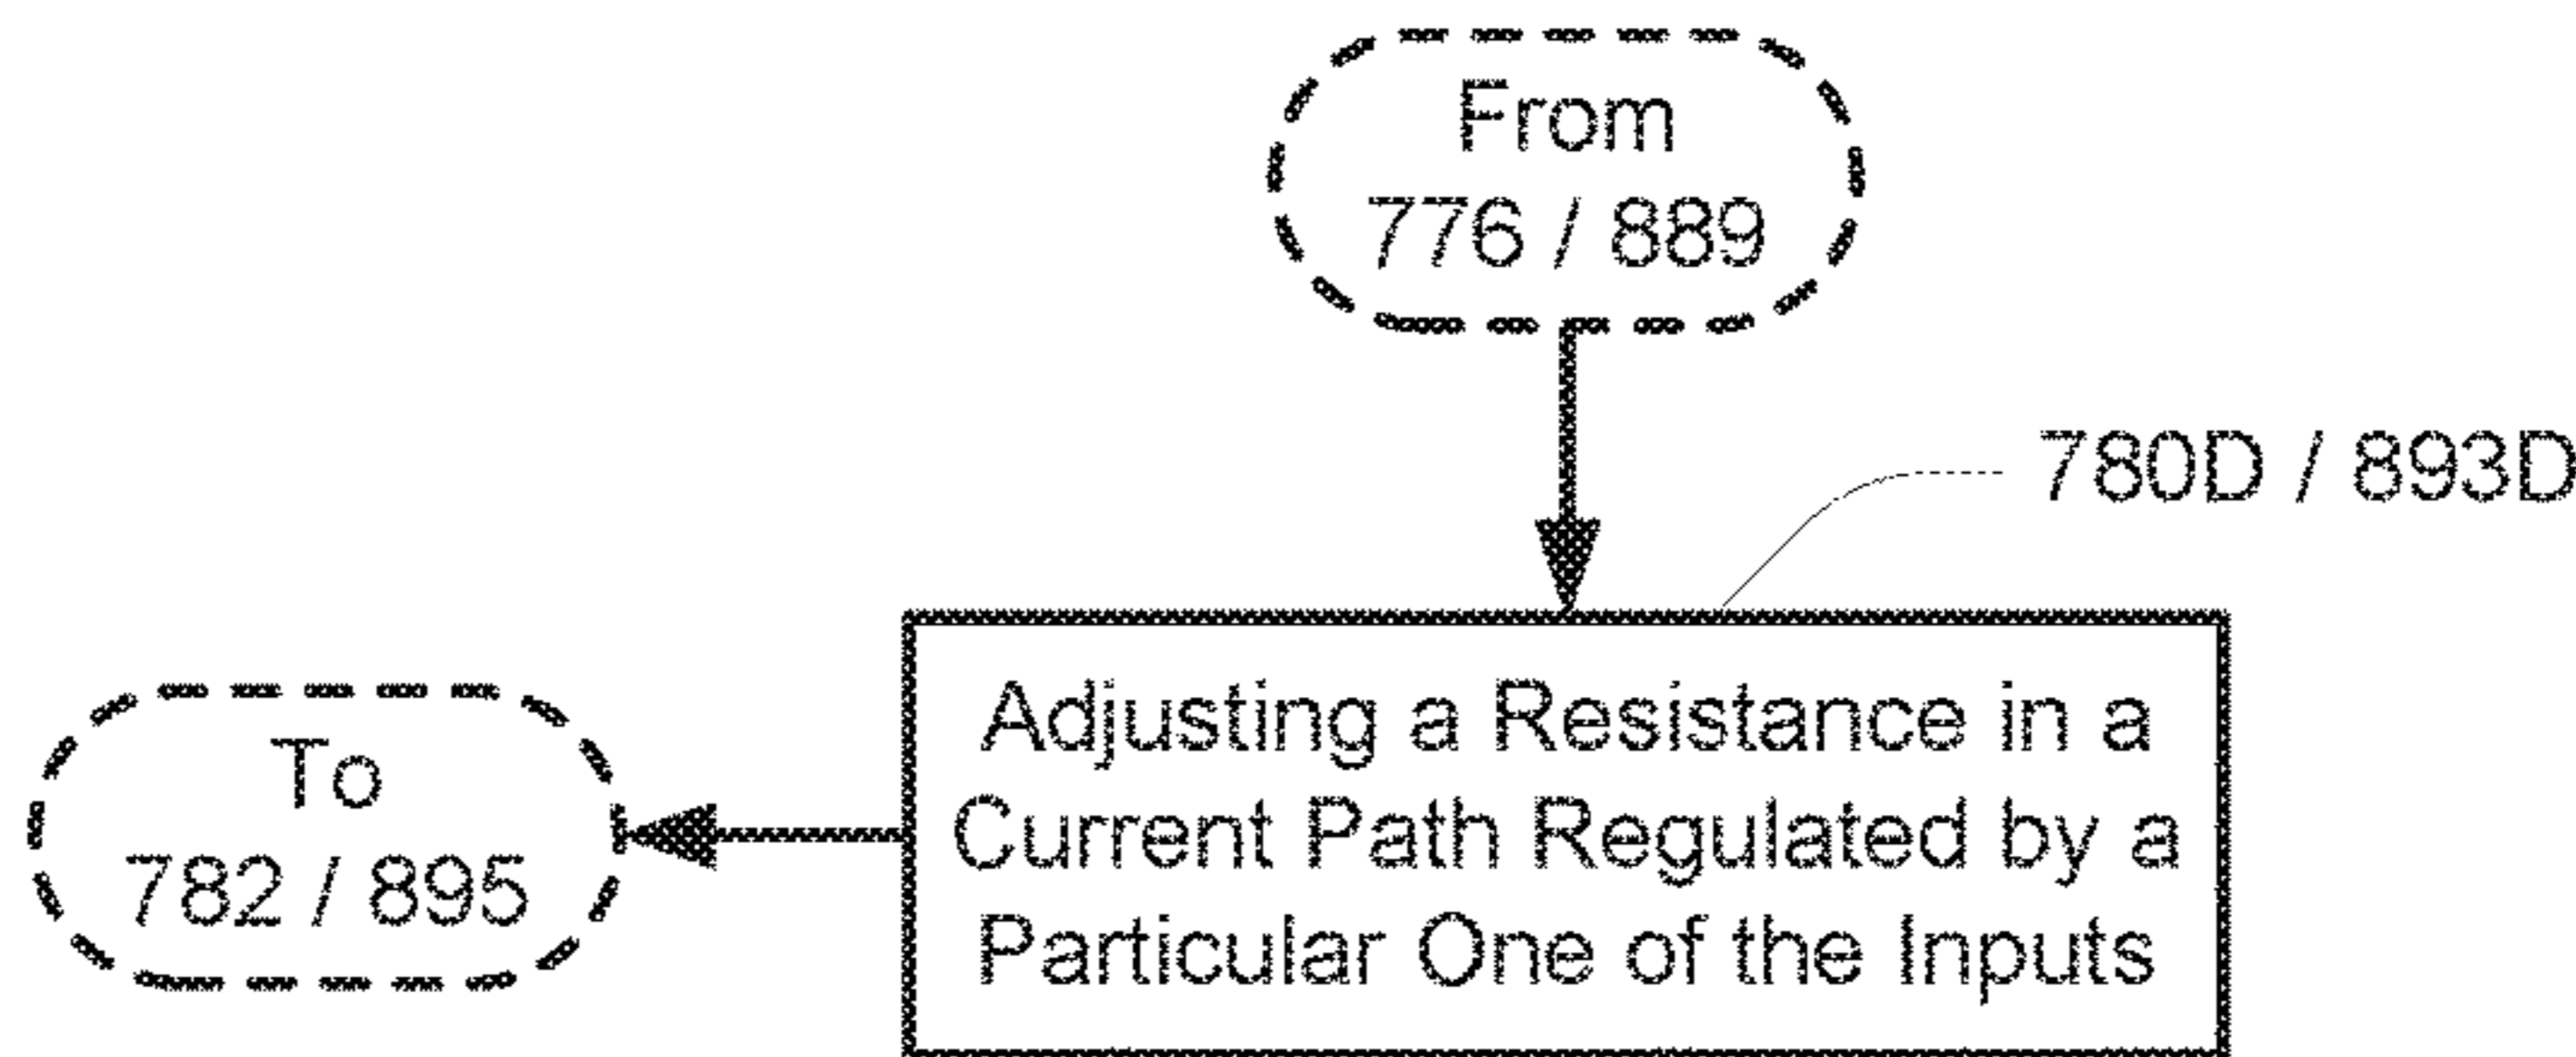 From
776 / 889
780D / 893D
Adjusting a Resistance in a
Current Path Regulated by a
Particular One of the Inputs
To
782 / 895